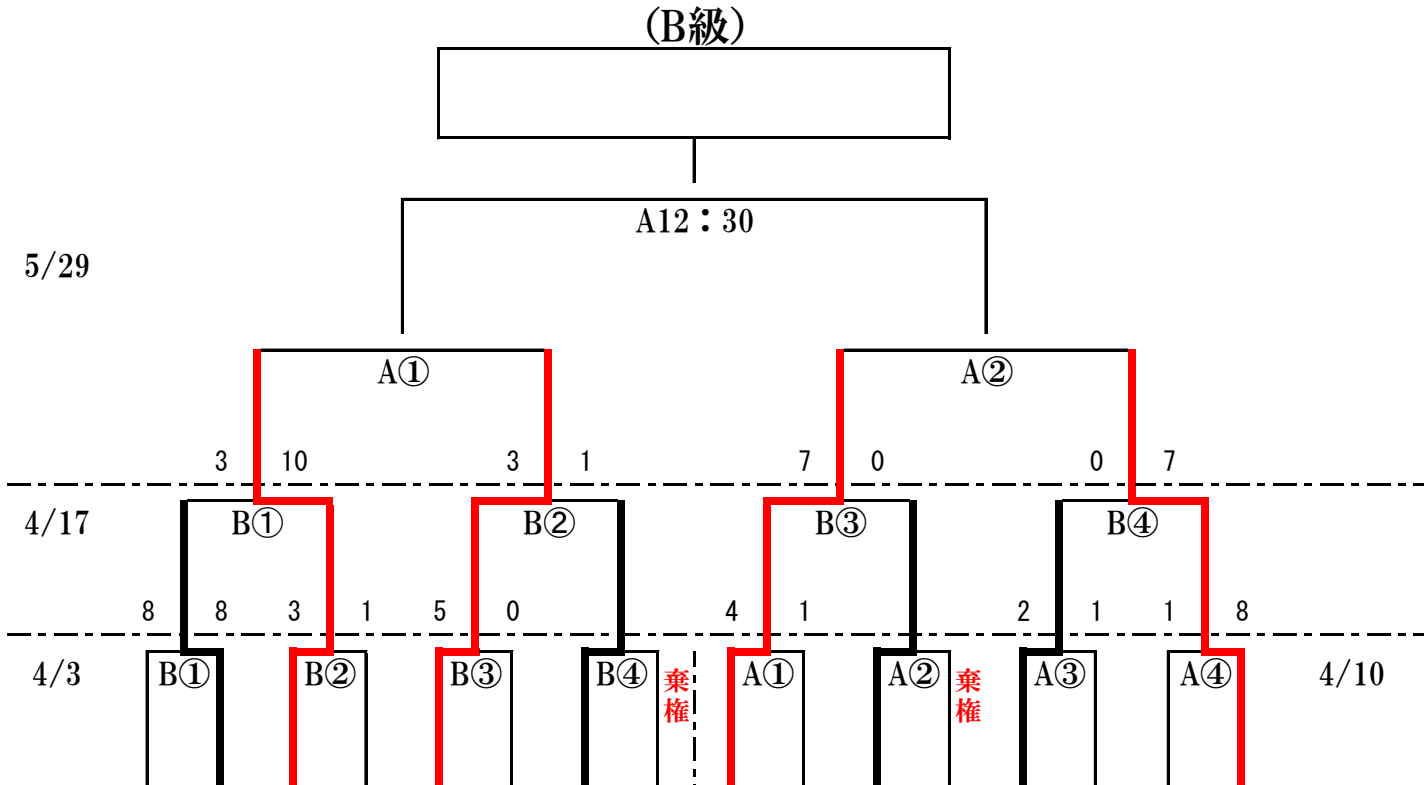 (B級)
A12：30
5/29
A① A②
3 10 3 1 7 0 0 7
4/17 B① B② B③ B④
8 8 3 1 5 0 4 1 2 1 1 8
4/3 B① B② B③ B④ 棄権 A① A② 棄権 A③ A④ 4/10